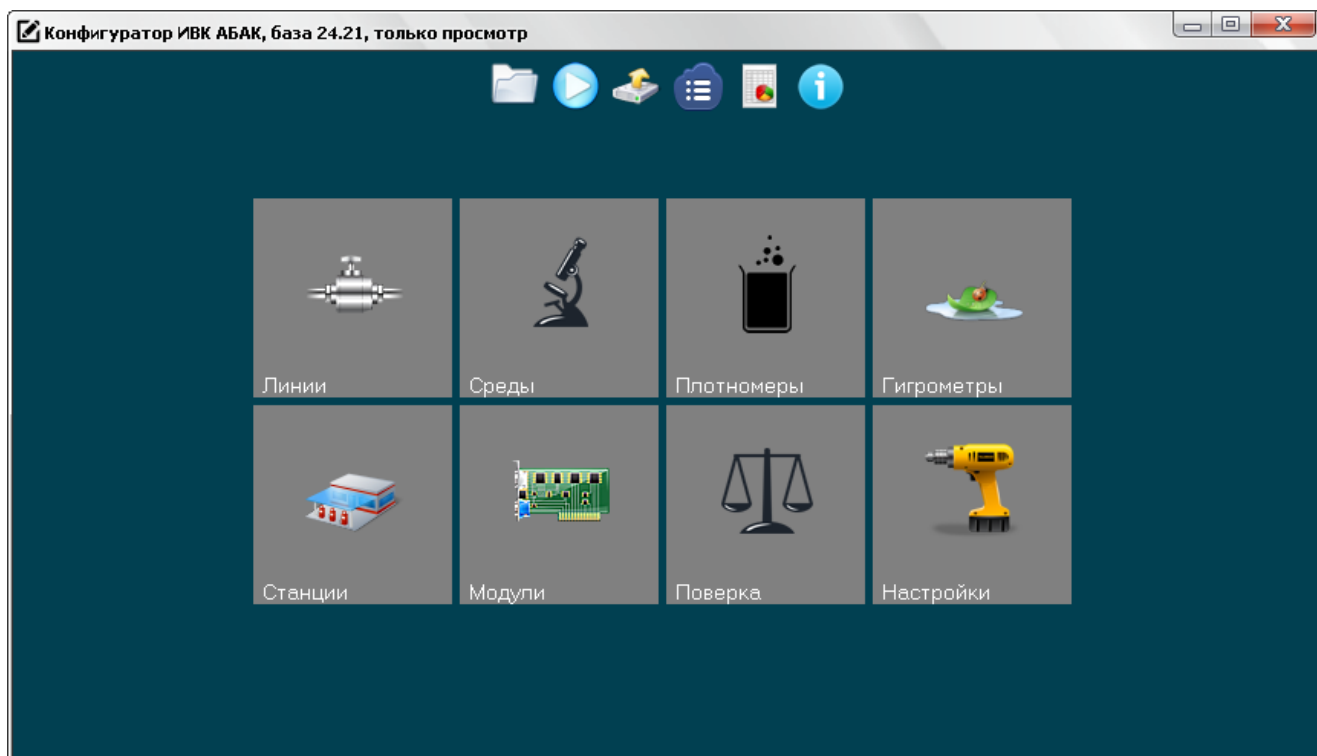 Конфигуратор ИВК АБАК, база 24.21, только просмотр
Линии
Среды
Плотномеры
Гигрометры
Станции
Модули
Поверка
Настройки